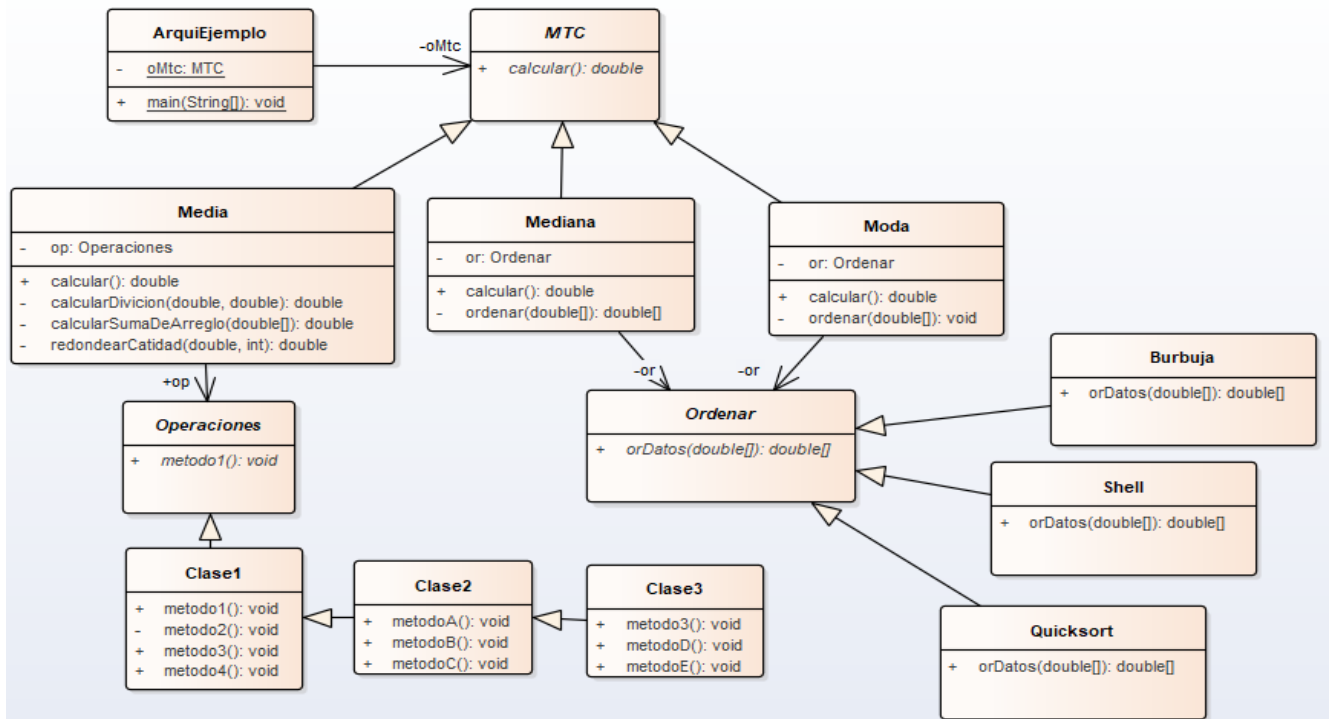 ArquiEjemplo
- oMtc: MTC
+ main(String[]): void
-oMtc
MTC
+ calcular(): double
Media
- op: Operaciones
+ calcular(): double
- calcularDivicion(double, double): double
- calcularSumaDeArreglo(double[]): double
- redondearCatidad(double, int): double
Mediana
- or: Ordenar
+ calcular(): double
- ordenar(double[]): double[]
Moda
- or: Ordenar
+ calcular(): double
- ordenar(double[]): void
+op
-or
-or
Operaciones
+ metodo1(): void
Ordenar
+ orDatos(double[]): double[]
Burbuja
+ orDatos(double[]): double[]
Shell
+ orDatos(double[]): double[]
Clase1
+ metodo1(): void
- metodo2(): void
+ metodo3(): void
+ metodo4(): void
Clase2
+ metodoA(): void
+ metodoB(): void
+ metodoC(): void
Clase3
+ metodo3(): void
+ metodoD(): void
+ metodoE(): void
Quicksort
+ orDatos(double[]): double[]